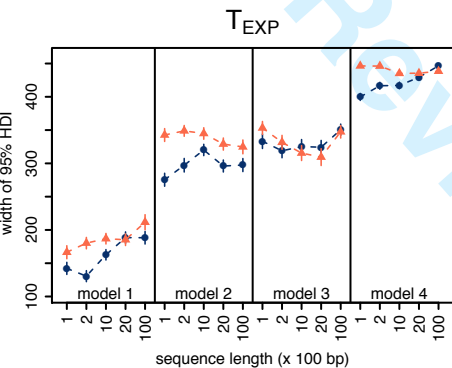 T_EXP
Rev
width of 95% HDI
400
300
200
100
model 1 model 2 model 3 model 4
1 2 10 20 100 1 2 10 20 100 1 2 10 20 100 1 2 10 20 100
sequence length (x 100 bp)